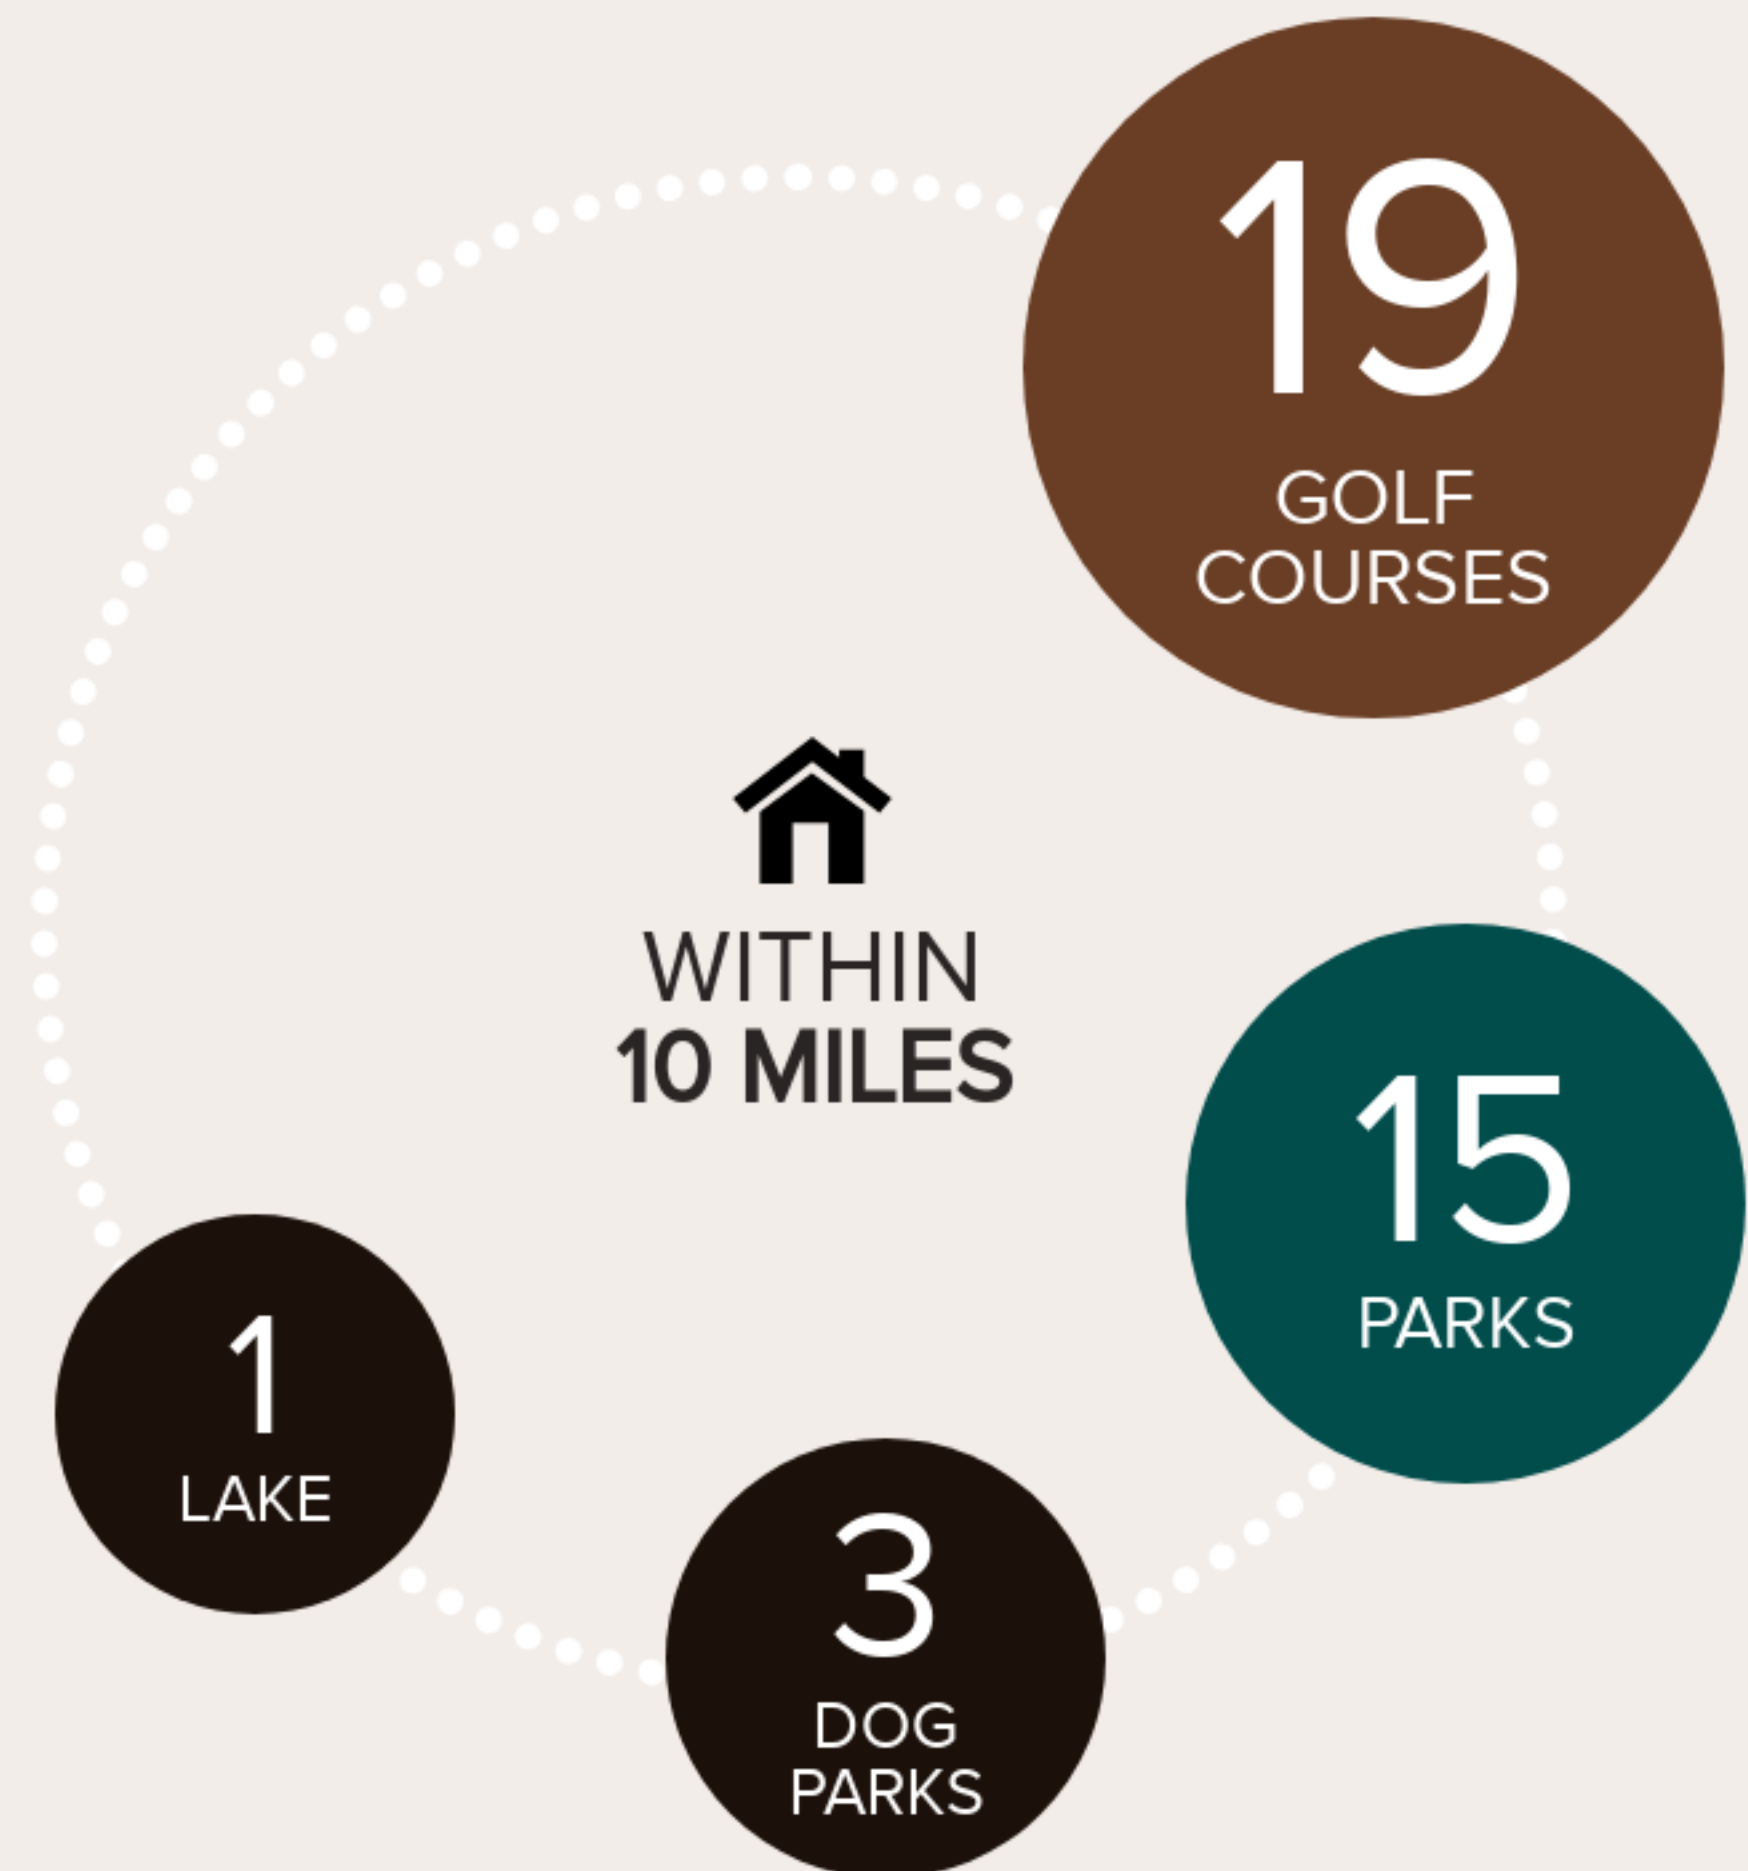 19
GOLF
COURSES
WITHIN
10 MILES
15
PARKS
1
LAKE
3
DOG
PARKS